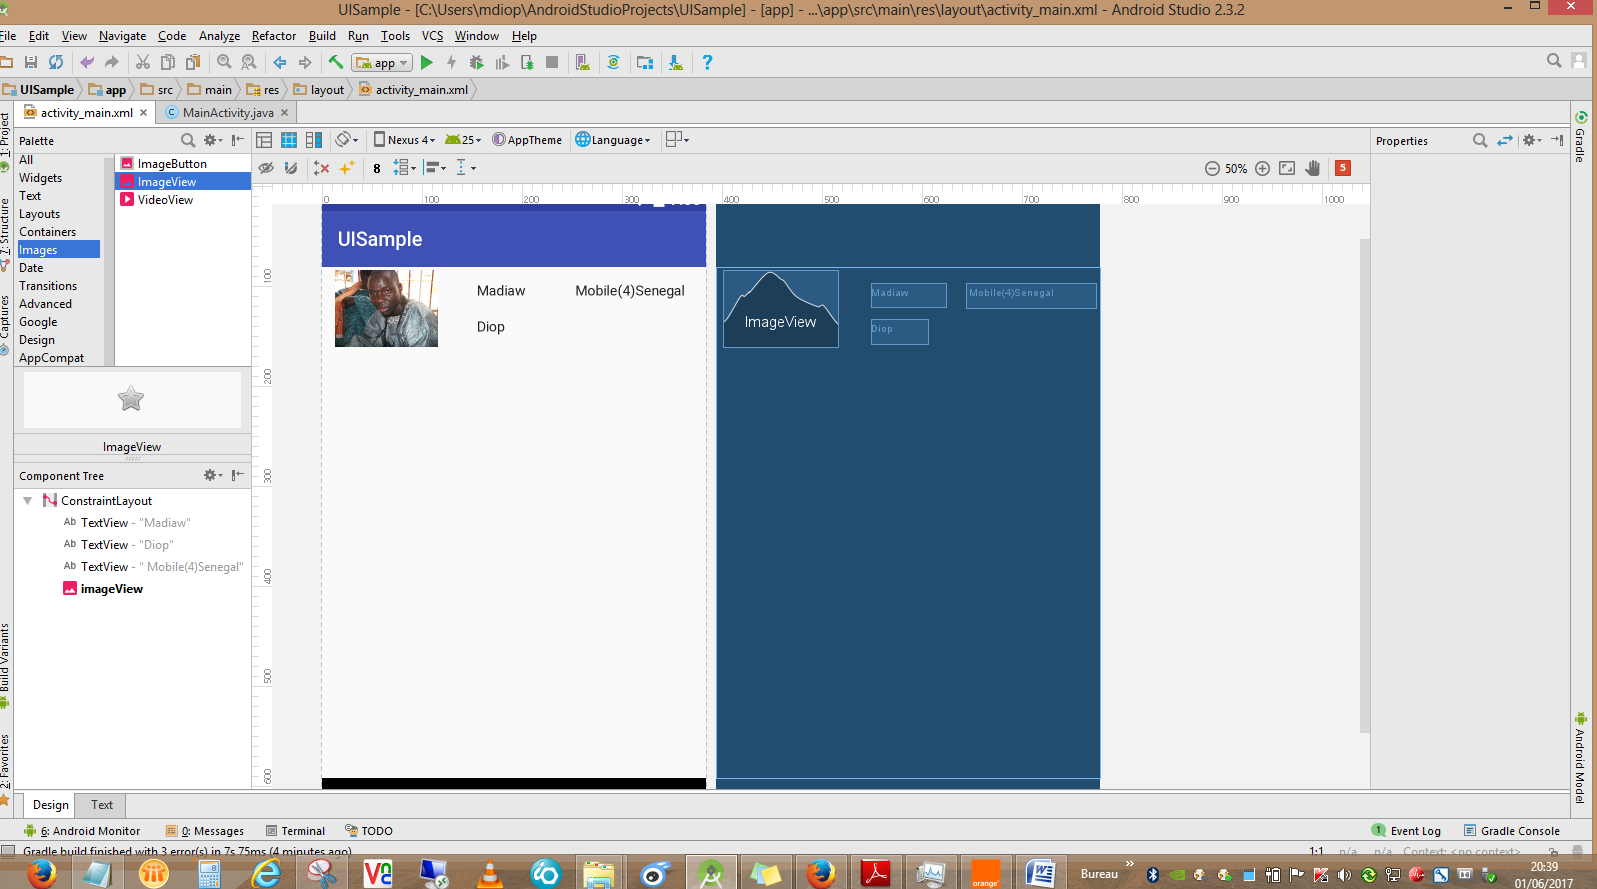 UISample - [C:\Users\mdiop\AndroidStudioProjects\UISample] - [app] - ...\app\src\main\res\layout\activity_main.xml - Android Studio 2.3.2
File Edit View Navigate Code Analyze Refactor Build Run Tools VCS Window Help
app
UISample app src main res layout activity_main.xml
activity_main.xml MainActivity.java
Palette
All
Widgets
Text
Layouts
Containers
Images
Date
Transitions
Advanced
Google
Design
AppCompat
ImageButton
ImageView
VideoView
ImageView
Component Tree
ConstraintLayout
Ab TextView - "Madiaw"
Ab TextView - "Diop"
Ab TextView - " Mobile(4)Senegal"
imageView
1: Project
7: Structure
Captures
Build Variants
2: Favorites
Nexus 4 25 AppTheme Language
8 50% 5
0 100 200 300 400 500 600 700 800 900 1000
100
200
300
400
500
600
UISample
Madiaw Mobile(4)Senegal
Diop
ImageView
Madiaw Mobile(4)Senegal
Diop
Properties
Gradle
Android Model
Design Text
6: Android Monitor 0: Messages Terminal TODO 1 Event Log Gradle Console
Gradle build finished with 3 error(s) in 7s 75ms (4 minutes ago) 1:1 n/a n/a Context: <no context>
V2 orange Bureau » 20:39
01/06/2017